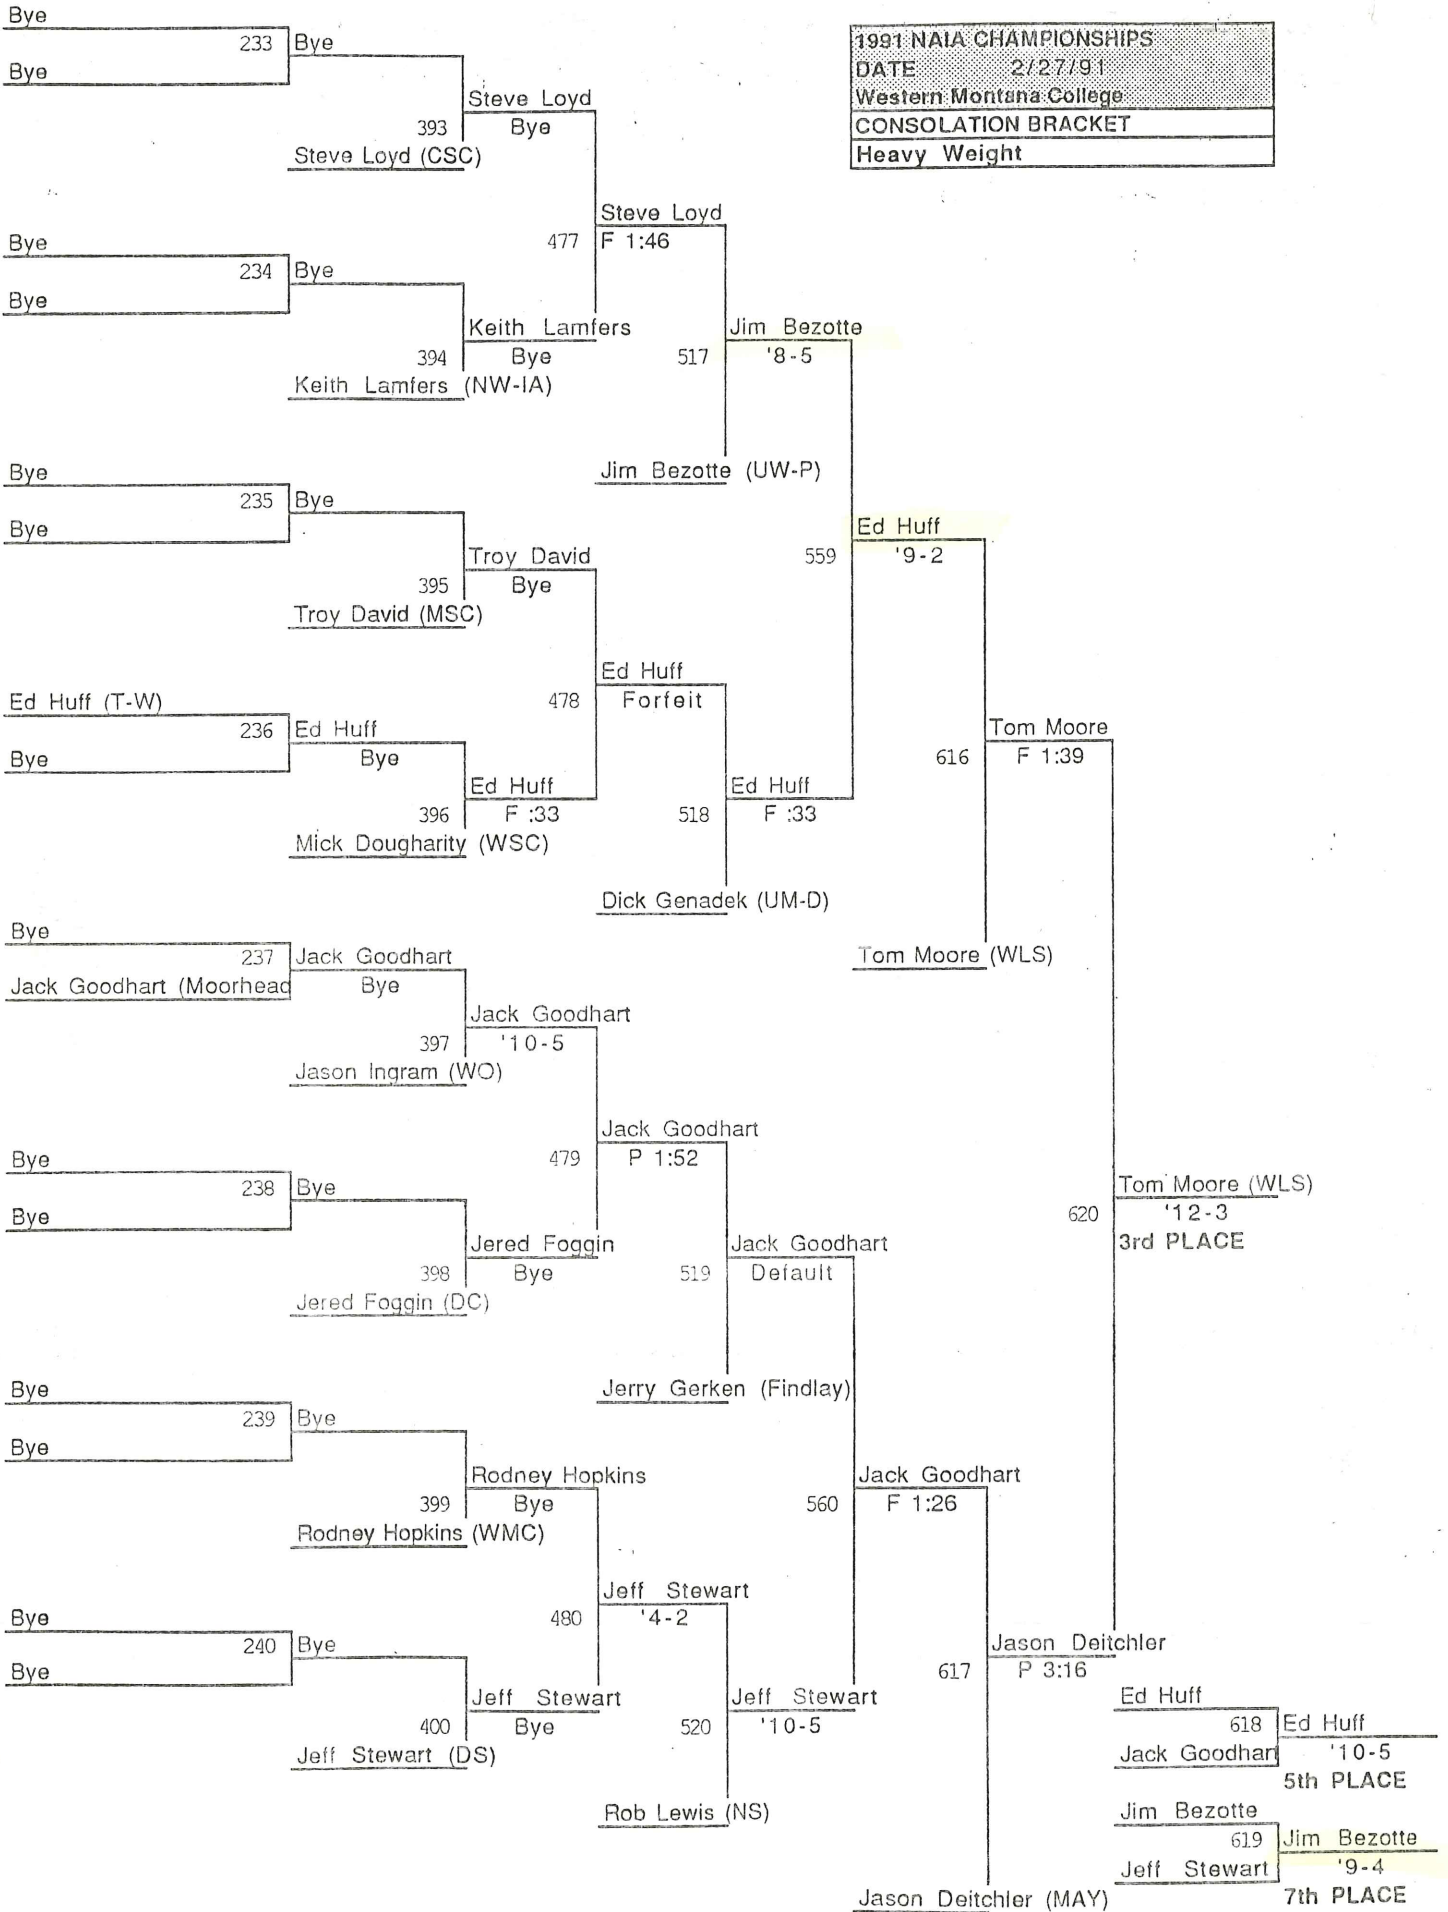 1991 NAIA CHAMPIONSHIPS
DATE 2/27/91
Western Montana College
CONSOLATION BRACKET
Heavy Weight
Bye
233 Bye
Bye
Steve Loyd
393 Bye
Steve Loyd (CSC)
Steve Loyd
477 F 1:46
Bye
234 Bye
Bye
Keith Lamfers
394 Bye
Keith Lamfers (NW-IA)
Jim Bezotte
517 '8-5
Jim Bezotte (UW-P)
Bye
235 Bye
Bye
Troy David
395 Bye
Troy David (MSC)
Ed Huff
559 '9-2
Ed Huff
478 Forfeit
Ed Huff (T-W)
236 Ed Huff
Bye
Bye
Ed Huff
396 F :33
Mick Dougharity (WSC)
Ed Huff
518 F :33
Dick Genadek (UM-D)
Tom Moore
616 F 1:39
Tom Moore (WLS)
Bye
237 Jack Goodhart
Jack Goodhart (Moorhead
Bye
Jack Goodhart
397 '10-5
Jason Ingram (WO)
Jack Goodhart
479 P 1:52
Bye
238 Bye
Bye
Jered Foggin
398 Bye
Jered Foggin (DC)
Jack Goodhart
519 Default
Jerry Gerken (Findlay)
Tom Moore (WLS)
620 '12-3
3rd PLACE
Bye
239 Bye
Bye
Rodney Hopkins
399 Bye
Rodney Hopkins (WMC)
Jack Goodhart
560 F 1:26
Jeff Stewart
480 '4-2
Bye
240 Bye
Bye
Jeff Stewart
400 Bye
Jeff Stewart (DS)
Jeff Stewart
520 '10-5
Rob Lewis (NS)
Jason Deitchler
617 P 3:16
Jason Deitchler (MAY)
Ed Huff
618 Ed Huff
Jack Goodhar
'10-5
5th PLACE
Jim Bezotte
619 Jim Bezotte
Jeff Stewart
'9-4
7th PLACE